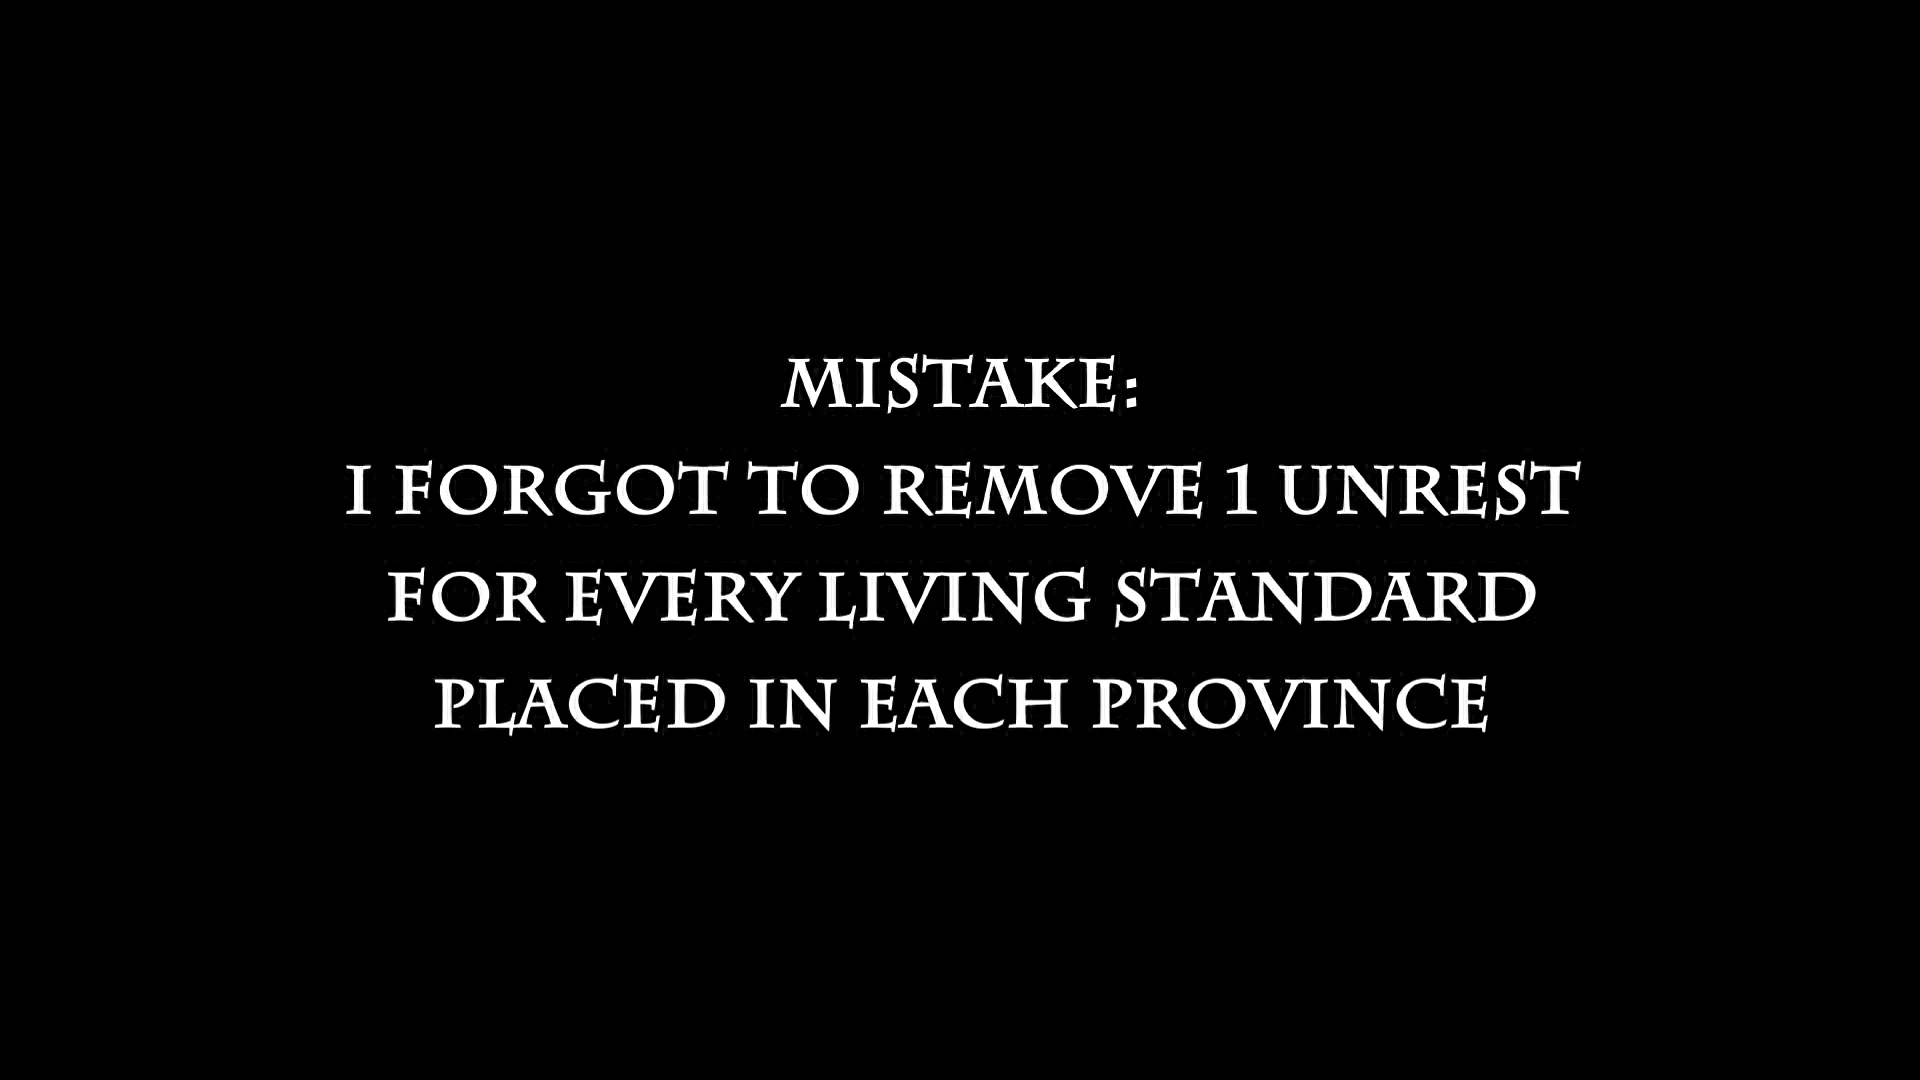 MISTAKE:
I FORGOT TO REMOVE 1 UNREST
FOR EVERY LIVING STANDARD
PLACED IN EACH PROVINCE